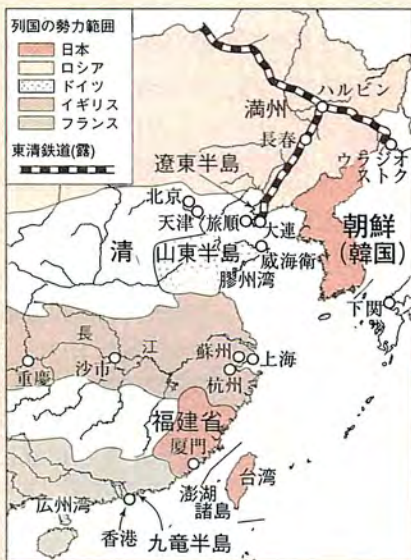 列国の勢力範囲
日本
ロシア
ドイツ
イギリス
フランス
東清鉄道(露)
ハルビン
満州
長春
ウラジオ
ストク
遼東半島
北京
天津
旅順
大連
朝鮮
(韓国)
清
山東半島
威海衛
膠州湾
下関
長江
蘇州
上海
重慶
沙市
杭州
福建省
厦門
台湾
澎湖
諸島
広州湾
香港
九竜半島